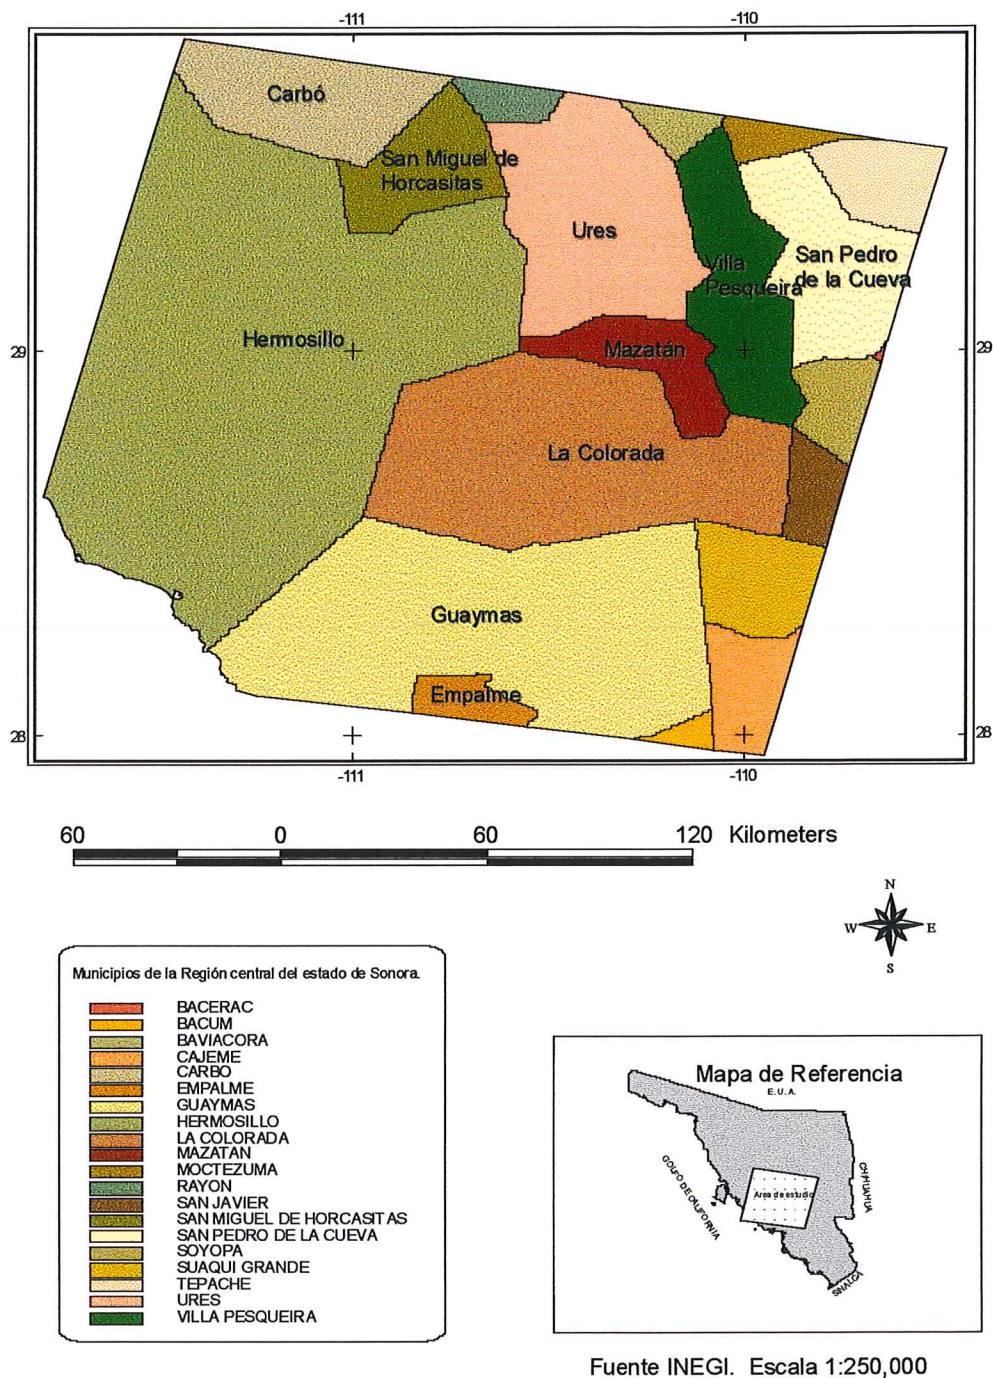 -111 -110
Carbó
San Miguel de
Horcasitas
Ures
Villa
Pesqueira
San Pedro
de la Cueva
Hermosillo
29 29
Mazatán
La Colorada
Guaymas
Empalme
28 28
-111 -110
60 0 60 120 Kilometers
N
W E
S
Municipios de la Región central del estado de Sonora.
BACERAC
BACUM
BAVIACORA
CAJEME
CARBO
EMPALME
GUAYMAS
HERMOSILLO
LA COLORADA
MAZATAN
MOCTEZUMA
RAYON
SAN JAVIER
SAN MIGUEL DE HORCASITAS
SAN PEDRO DE LA CUEVA
SOYOPA
SUAQUI GRANDE
TEPACHE
URES
VILLA PESQUEIRA
Mapa de Referencia
E. U. A.
GOLFO DE CALIFORNIA
CHIHUAHUA
Area de estudio
SINALOA
Fuente INEGI. Escala 1:250,000